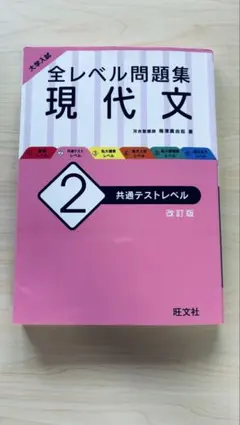 大学入試
全レベル問題集
現代文
河合塾講師 梅澤眞由起 著
2
共通テストレベル
改訂版
旺文社